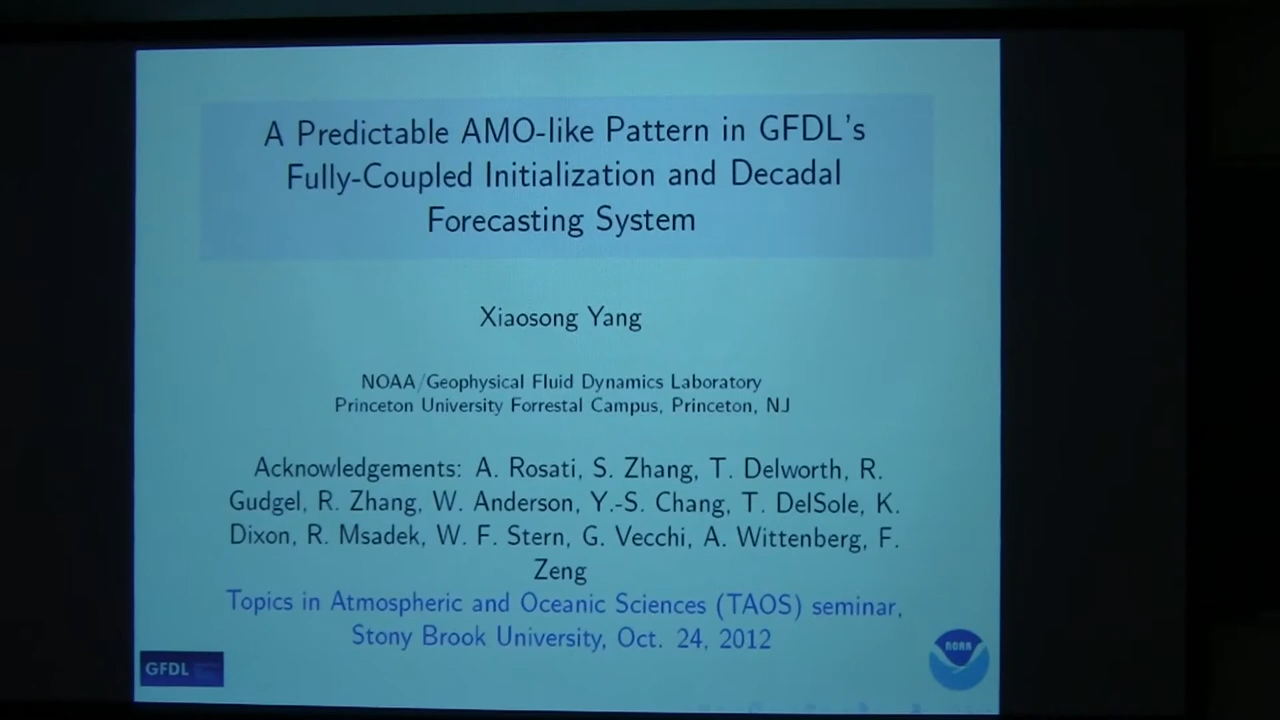 A Predictable AMO-like Pattern in GFDL's
Fully-Coupled Initialization and Decadal
Forecasting System
Xiaosong Yang
NOAA/Geophysical Fluid Dynamics Laboratory
Princeton University Forrestal Campus, Princeton, NJ
Acknowledgements: A. Rosati, S. Zhang, T. Delworth, R.
Gudgel, R. Zhang, W. Anderson, Y.-S. Chang, T. DelSole, K.
Dixon, R. Msadek, W. F. Stern, G. Vecchi, A. Wittenberg, F.
Zeng
Topics in Atmospheric and Oceanic Sciences (TAOS) seminar,
Stony Brook University, Oct. 24, 2012
GFDL
NOAA